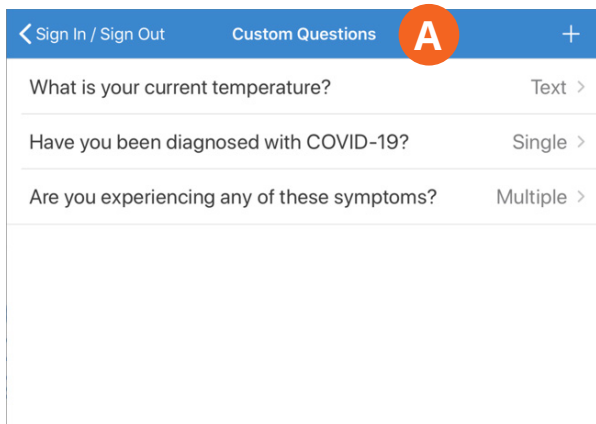 Sign In / Sign Out Custom Questions A +
What is your current temperature? Text >
Have you been diagnosed with COVID-19? Single >
Are you experiencing any of these symptoms? Multiple >